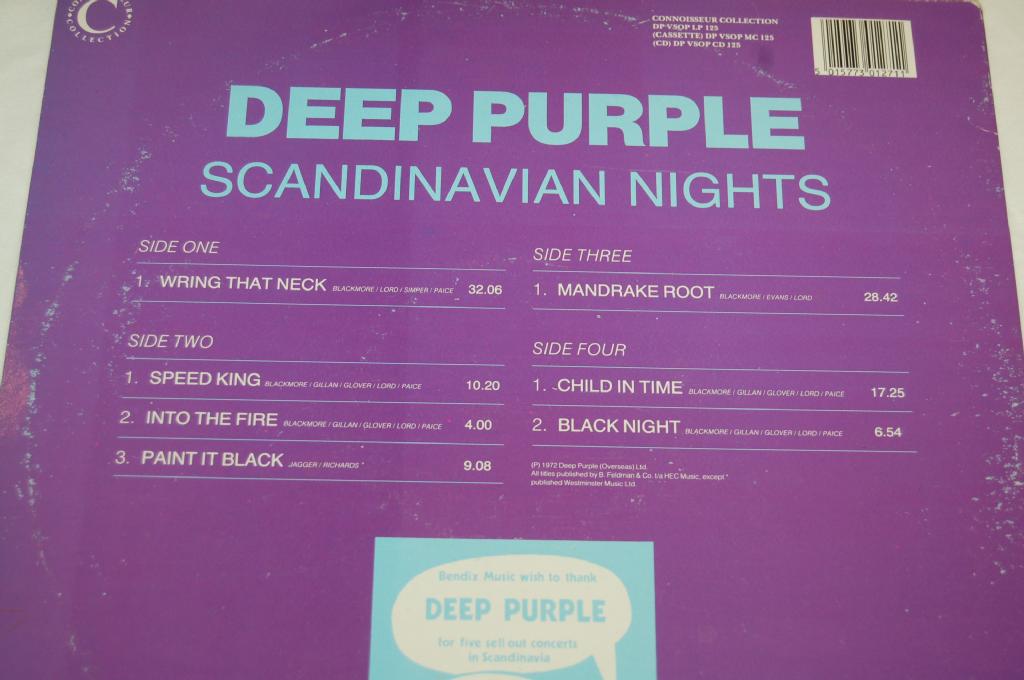 CONNOISSEUR COLLECTION
DP VSOP LP 125
(CASSETTE) DP VSOP MC 125
(CD) DP VSOP CD 125
5 015773 012711
C
COLLECTION
DEEP PURPLE
SCANDINAVIAN NIGHTS
SIDE ONE
1. WRING THAT NECK BLACKMORE / LORD / SIMPER / PAICE 32.06
SIDE TWO
1. SPEED KING BLACKMORE / GILLAN / GLOVER / LORD / PAICE 10.20
2. INTO THE FIRE BLACKMORE / GILLAN / GLOVER / LORD / PAICE 4.00
3. PAINT IT BLACK JAGGER / RICHARDS * 9.08
SIDE THREE
1. MANDRAKE ROOT BLACKMORE / EVANS / LORD 28.42
SIDE FOUR
1. CHILD IN TIME BLACKMORE / GILLAN / GLOVER / LORD / PAICE 17.25
2. BLACK NIGHT BLACKMORE / GILLAN / GLOVER / LORD / PAICE 6.54
(P) 1972 Deep Purple (Overseas) Ltd.
All titles published by B. Feldman & Co. t/a HEC Music, except *
published Westminster Music Ltd.
Bendix Music wish to thank
DEEP PURPLE
for five sell out concerts
in Scandinavia